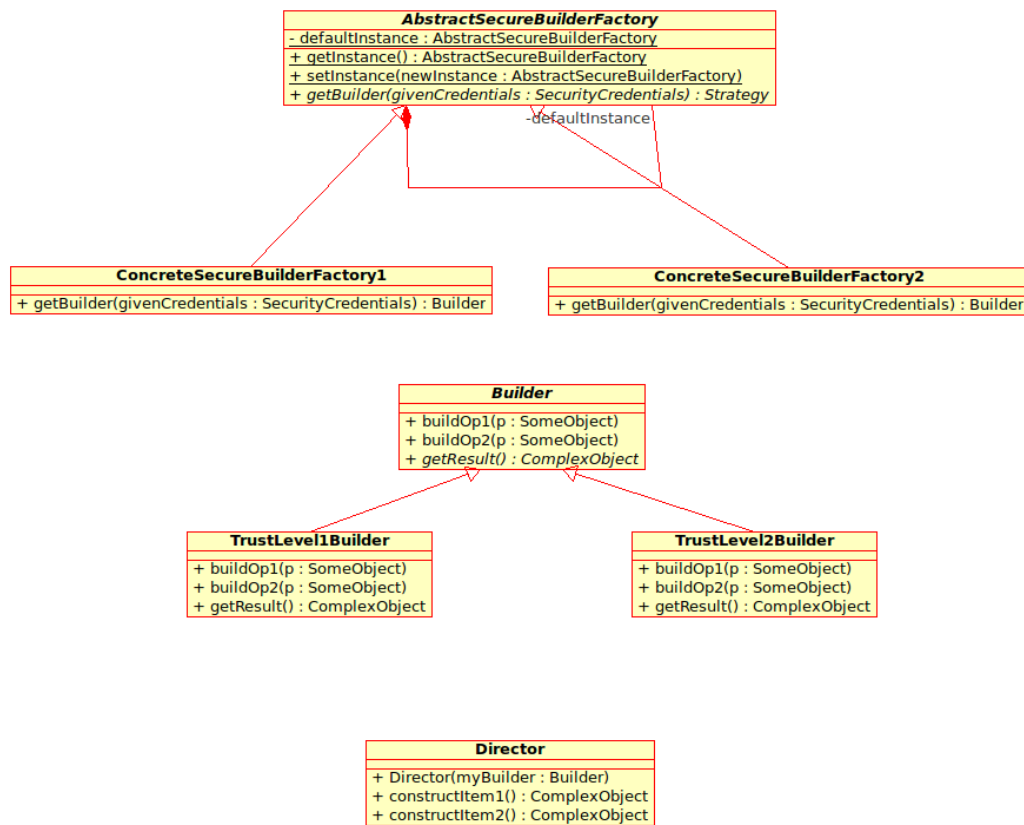 AbstractSecureBuilderFactory
- defaultInstance : AbstractSecureBuilderFactory
+ getInstance() : AbstractSecureBuilderFactory
+ setInstance(newInstance : AbstractSecureBuilderFactory)
+ getBuilder(givenCredentials : SecurityCredentials) : Strategy
-defaultInstance
ConcreteSecureBuilderFactory1
+ getBuilder(givenCredentials : SecurityCredentials) : Builder
ConcreteSecureBuilderFactory2
+ getBuilder(givenCredentials : SecurityCredentials) : Builder
Builder
+ buildOp1(p : SomeObject)
+ buildOp2(p : SomeObject)
+ getResult() : ComplexObject
TrustLevel1Builder
+ buildOp1(p : SomeObject)
+ buildOp2(p : SomeObject)
+ getResult() : ComplexObject
TrustLevel2Builder
+ buildOp1(p : SomeObject)
+ buildOp2(p : SomeObject)
+ getResult() : ComplexObject
Director
+ Director(myBuilder : Builder)
+ constructItem1() : ComplexObject
+ constructItem2() : ComplexObject